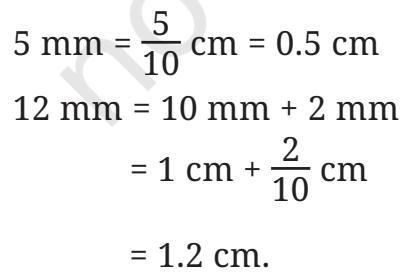 5 mm = 5/10 cm = 0.5 cm
12 mm = 10 mm + 2 mm
= 1 cm + 2/10 cm
= 1.2 cm.